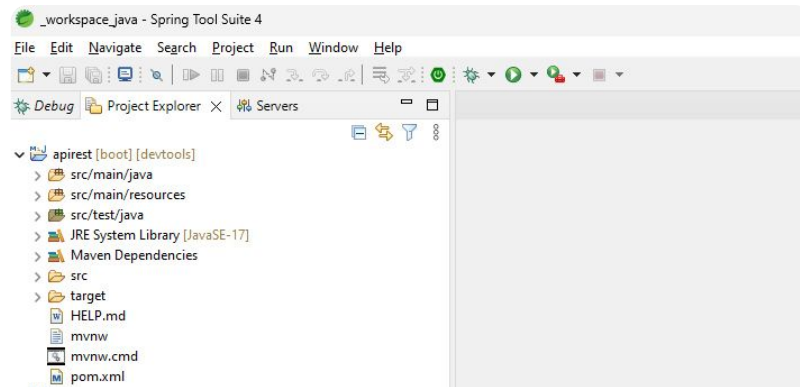 _workspace_java - Spring Tool Suite 4
File Edit Navigate Search Project Run Window Help
Debug Project Explorer Servers
apirest [boot] [devtools]
src/main/java
src/main/resources
src/test/java
JRE System Library [JavaSE-17]
Maven Dependencies
src
target
HELP.md
mvnw
mvnw.cmd
pom.xml